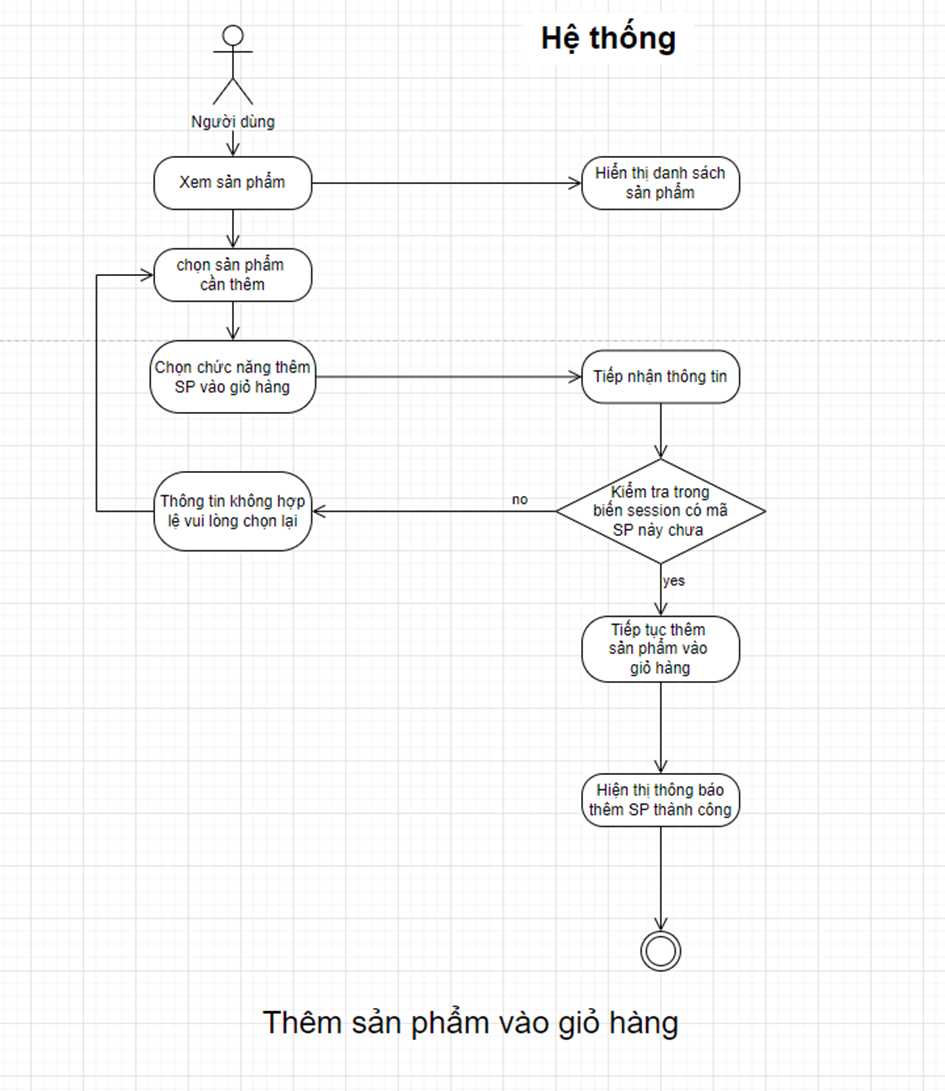 Hệ thống
Người dùng
Xem sản phẩm
Hiển thị danh sách
sản phẩm
chọn sản phẩm
cần thêm
Chọn chức năng thêm
SP vào giỏ hàng
Tiếp nhận thông tin
Kiểm tra trong
biến session có mã
SP này chưa
no
Thông tin không hợp
lệ vui lòng chọn lại
yes
Tiếp tục thêm
sản phẩm vào
giỏ hàng
Hiện thị thông báo
thêm SP thành công
Thêm sản phẩm vào giỏ hàng